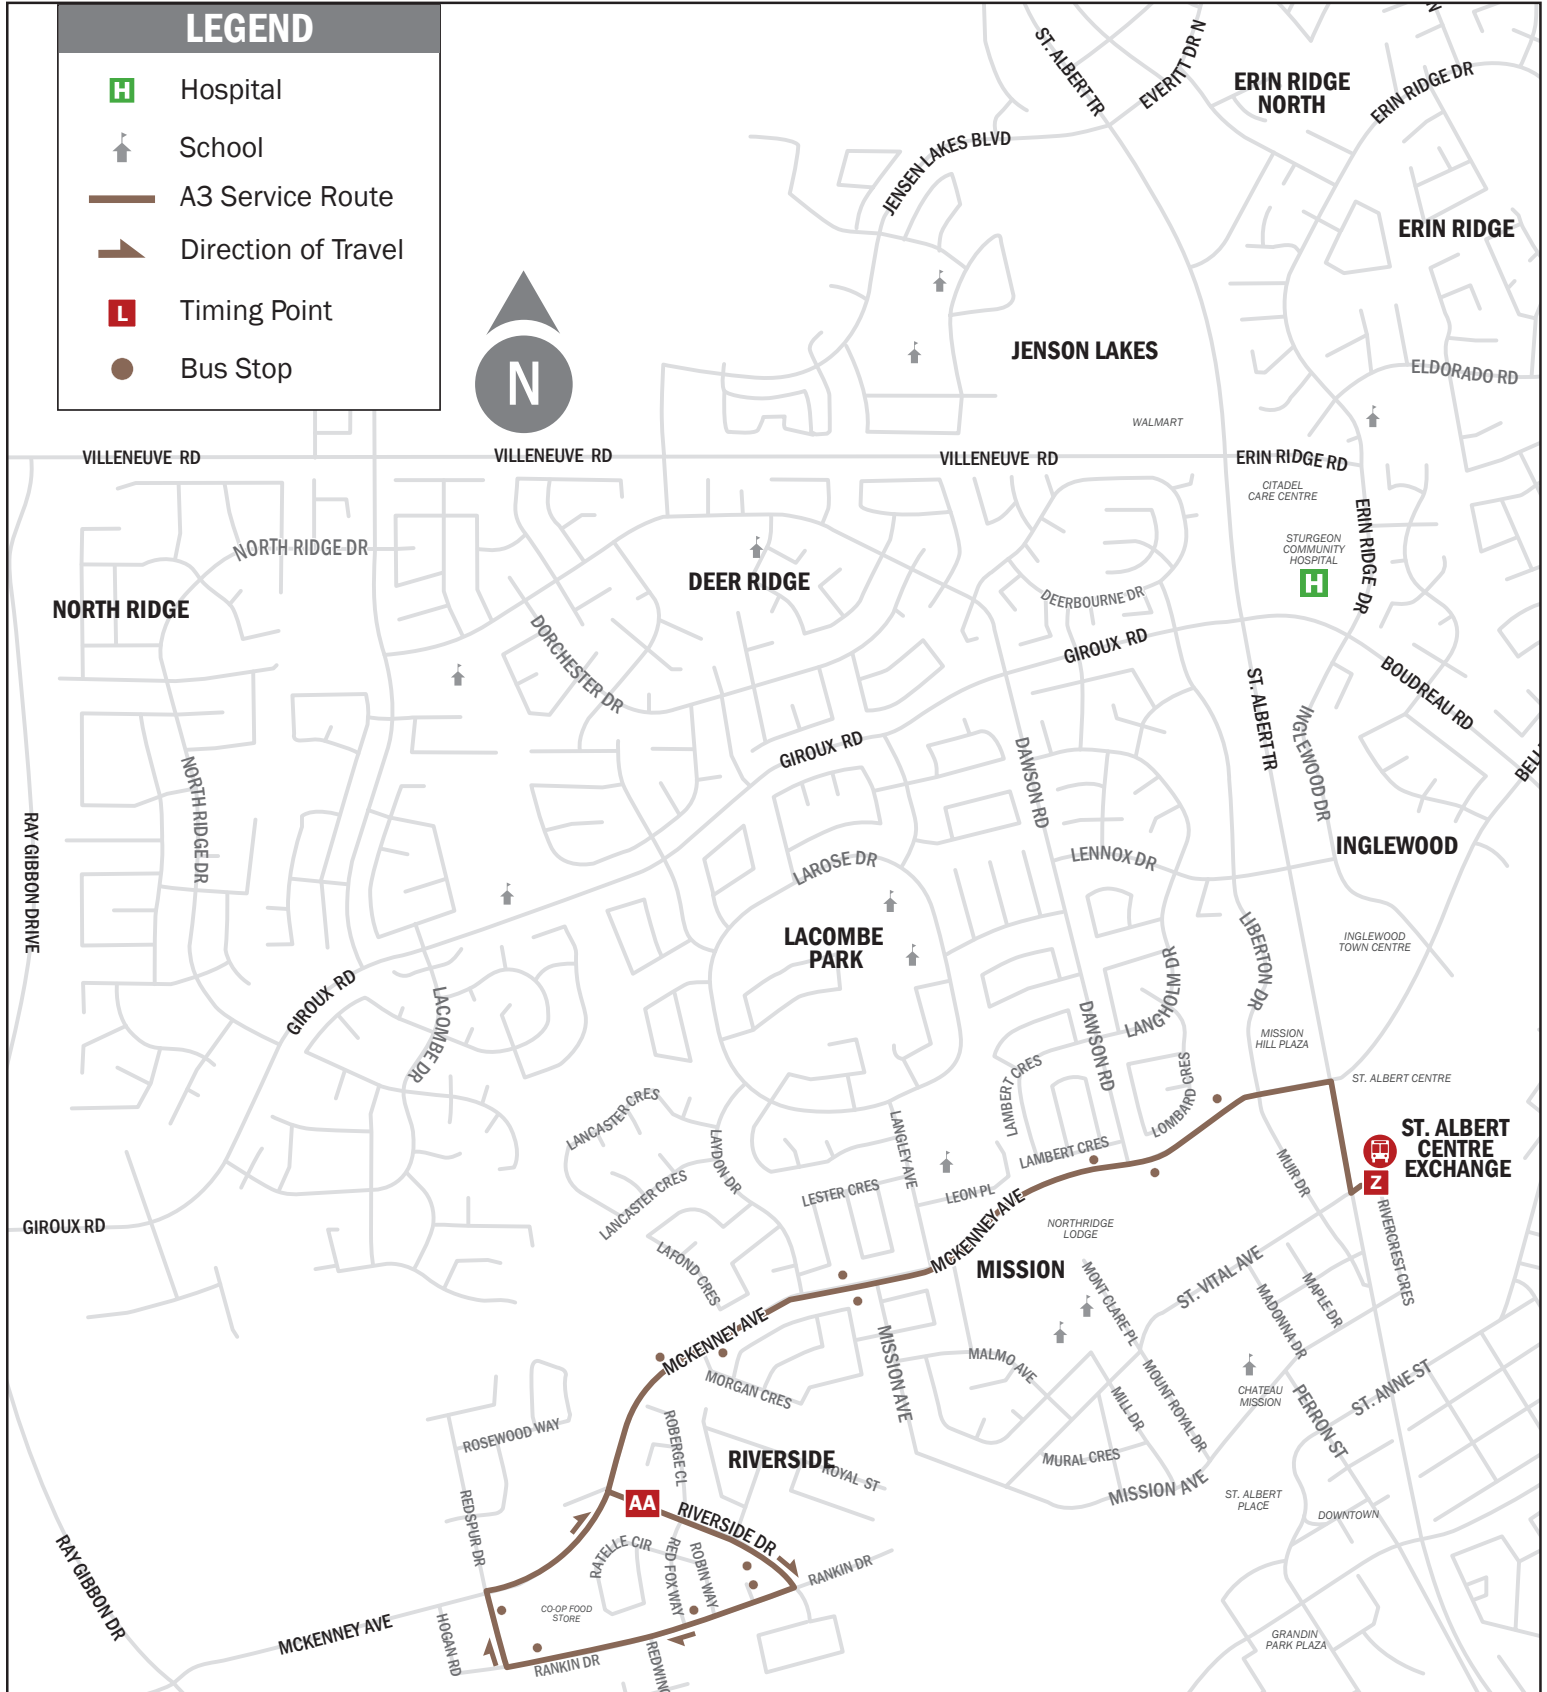 LEGEND
H
Hospital
School
A3 Service Route
Direction of Travel
L
Timing Point
Bus Stop
N
ST. ALBERT TR
EVERITT DR N
ERIN RIDGE
NORTH
ERIN RIDGE DR
N
JENSEN LAKES BLVD
ERIN RIDGE
JENSON LAKES
ELDORADO RD
WALMART
VILLENEUVE RD
VILLENEUVE RD
VILLENEUVE RD
ERIN RIDGE RD
CITADEL
CARE CENTRE
ERIN RIDGE DR
STURGEON
COMMUNITY
HOSPITAL
H
NORTH RIDGE DR
DEER RIDGE
NORTH RIDGE
DEERBOURNE DR
DORCHESTER DR
GIROUX RD
BOUDREAU RD
ST. ALBERT TR
INGLEWOOD DR
GIROUX RD
DAWSON RD
BELL
NORTH RIDGE DR
RAY GIBBON DRIVE
INGLEWOOD
LENNOX DR
LAROSE DR
LACOMBE
PARK
LIBERTON DR
INGLEWOOD
TOWN CENTRE
LANGHOLM DR
GIROUX RD
LACOMBE DR
DAWSON RD
MISSION
HILL PLAZA
LAMBERT CRES
LOMBARD CRES
ST. ALBERT CENTRE
LANCASTER CRES
LANGLEY AVE
LAYDON DR
LAMBERT CRES
ST. ALBERT
CENTRE
EXCHANGE
Z
MUIR DR
LANCASTER CRES
LESTER CRES
LEON PL
MCKENNEY AVE
NORTHRIDGE
LODGE
RIVERCREST CRES
GIROUX RD
LAFOND CRES
MISSION
ST. VITAL AVE
MONT CLARE PL
MAPLE DR
MADONNA DR
MCKENNEY AVE
MISSION AVE
MALMO AVE
MORGAN CRES
MILL DR
MOUNT ROYAL DR
CHATEAU
MISSION
PERRON ST
ST. ANNE ST
ROSEWOOD WAY
ROBERGE CL
RIVERSIDE
ROYAL ST
MURAL CRES
MISSION AVE
ST. ALBERT
PLACE
DOWNTOWN
REDSPUR DR
AA
RIVERSIDE DR
RATELLE CIR
RED FOX WAY
ROBIN WAY
RANKIN DR
RAY GIBBON DR
CO-OP FOOD
STORE
MCKENNEY AVE
HOGAN RD
RANKIN DR
REDWING
GRANDIN
PARK PLAZA